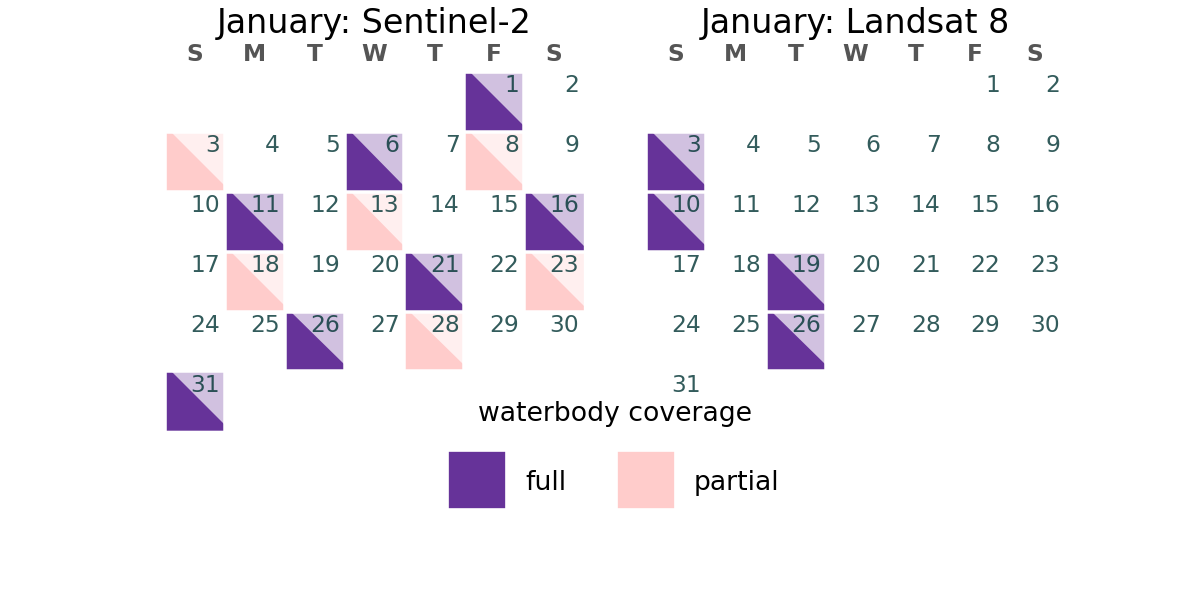 January: Sentinel-2
S M T W T F S
1 2
3 4 5 6 7 8 9
10 11 12 13 14 15 16
17 18 19 20 21 22 23
24 25 26 27 28 29 30
31
January: Landsat 8
S M T W T F S
1 2
3 4 5 6 7 8 9
10 11 12 13 14 15 16
17 18 19 20 21 22 23
24 25 26 27 28 29 30
31
waterbody coverage
full
partial